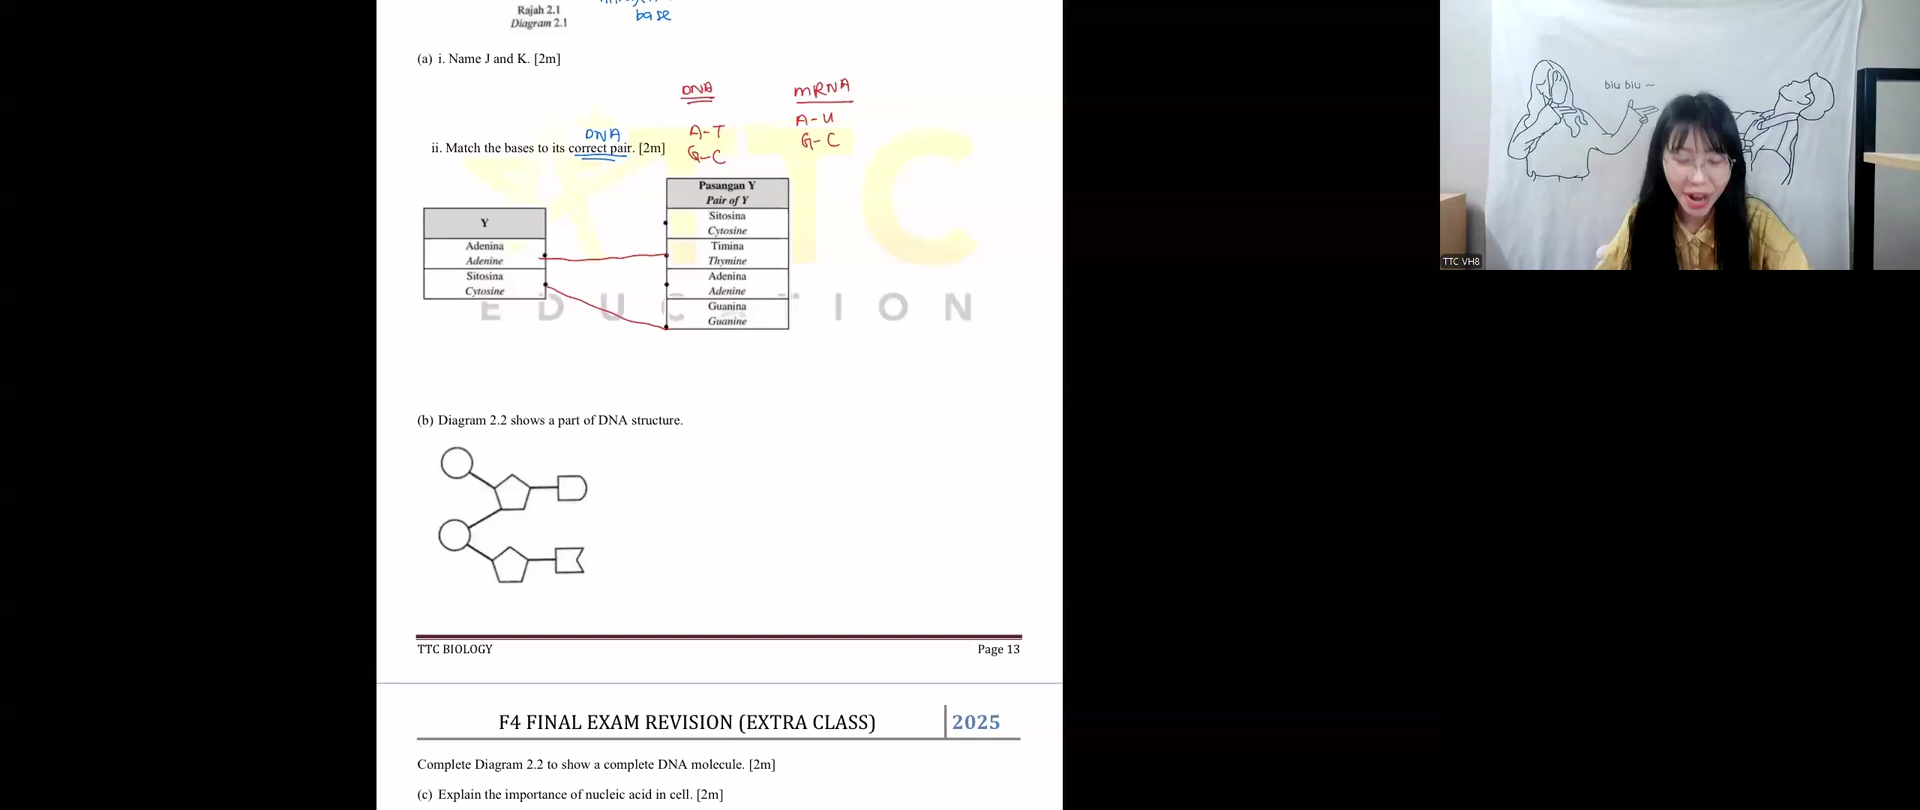 Rajah 2.1
Diagram 2.1
base
(a) i. Name J and K. [2m]
DNA
mRNA
A-T
G-C
A-U
G-C
DNA
ii. Match the bases to its correct pair. [2m]
Y
Adenina
Adenine
Sitosina
Cytosine
Pasangan Y
Pair of Y
Sitosina
Cytosine
Timina
Thymine
Adenina
Adenine
Guanina
Guanine
TTC
EDUCATION
(b) Diagram 2.2 shows a part of DNA structure.
TTC BIOLOGY
Page 13
F4 FINAL EXAM REVISION (EXTRA CLASS)
2025
Complete Diagram 2.2 to show a complete DNA molecule. [2m]
(c) Explain the importance of nucleic acid in cell. [2m]
biu biu ~
TTC VH8